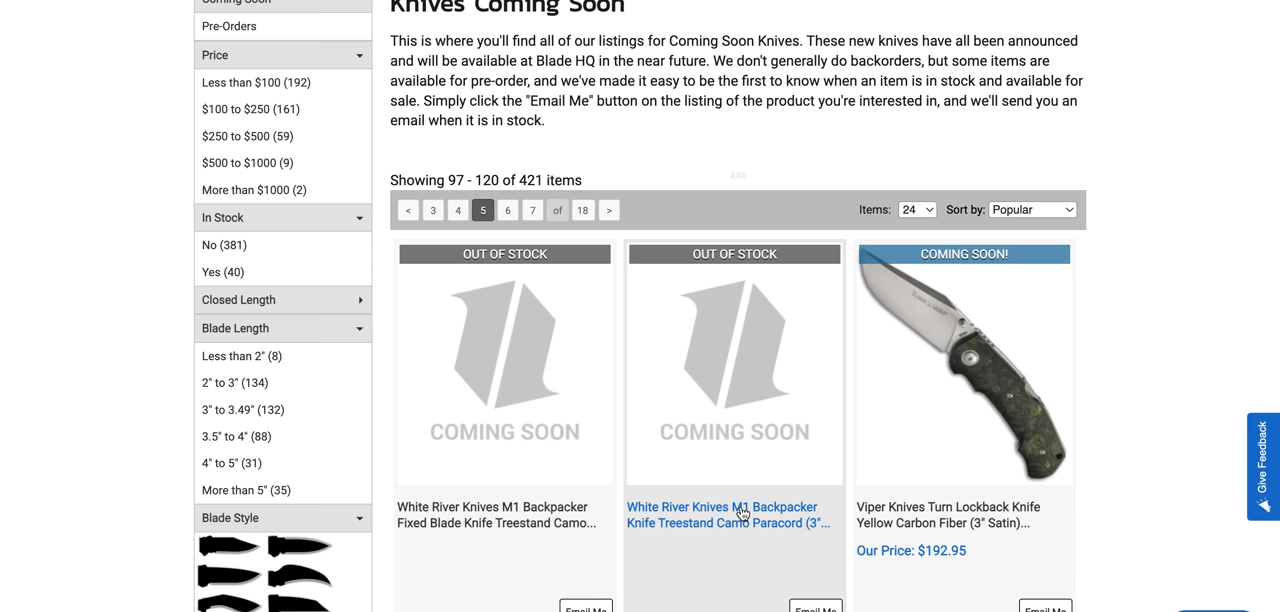 Coming Soon
Pre-Orders
Price
Less than $100 (192)
$100 to $250 (161)
$250 to $500 (59)
$500 to $1000 (9)
More than $1000 (2)
In Stock
No (381)
Yes (40)
Closed Length
Blade Length
Less than 2" (8)
2" to 3" (134)
3" to 3.49" (132)
3.5" to 4" (88)
4" to 5" (31)
More than 5" (35)
Blade Style
Knives Coming Soon
This is where you'll find all of our listings for Coming Soon Knives. These new knives have all been announced
and will be available at Blade HQ in the near future. We don't generally do backorders, but some items are
available for pre-order, and we've made it easy to be the first to know when an item is in stock and available for
sale. Simply click the "Email Me" button on the listing of the product you're interested in, and we'll send you an
email when it is in stock.
Showing 97 - 120 of 421 items
< 3 4 5 6 7 of 18 > Items: 24 Sort by: Popular
OUT OF STOCK
COMING SOON
White River Knives M1 Backpacker
Fixed Blade Knife Treestand Camo...
Email Me
OUT OF STOCK
COMING SOON
White River Knives M1 Backpacker
Knife Treestand Camo Paracord (3"...
Email Me
COMING SOON!
Viper Knives Turn Lockback Knife
Yellow Carbon Fiber (3" Satin)...
Our Price: $192.95
Email Me
Give Feedback